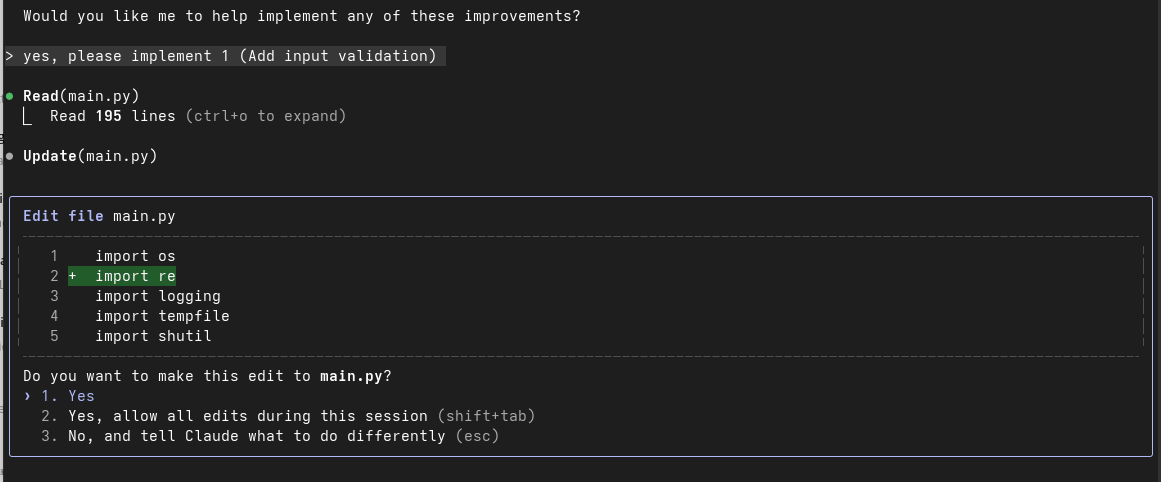 Would you like me to help implement any of these improvements?
> yes, please implement 1 (Add input validation)
● Read(main.py)
⎿ Read 195 lines (ctrl+o to expand)
● Update(main.py)
Edit file main.py
1 import os
2 + import re
3 import logging
4 import tempfile
5 import shutil
Do you want to make this edit to main.py?
› 1. Yes
2. Yes, allow all edits during this session (shift+tab)
3. No, and tell Claude what to do differently (esc)